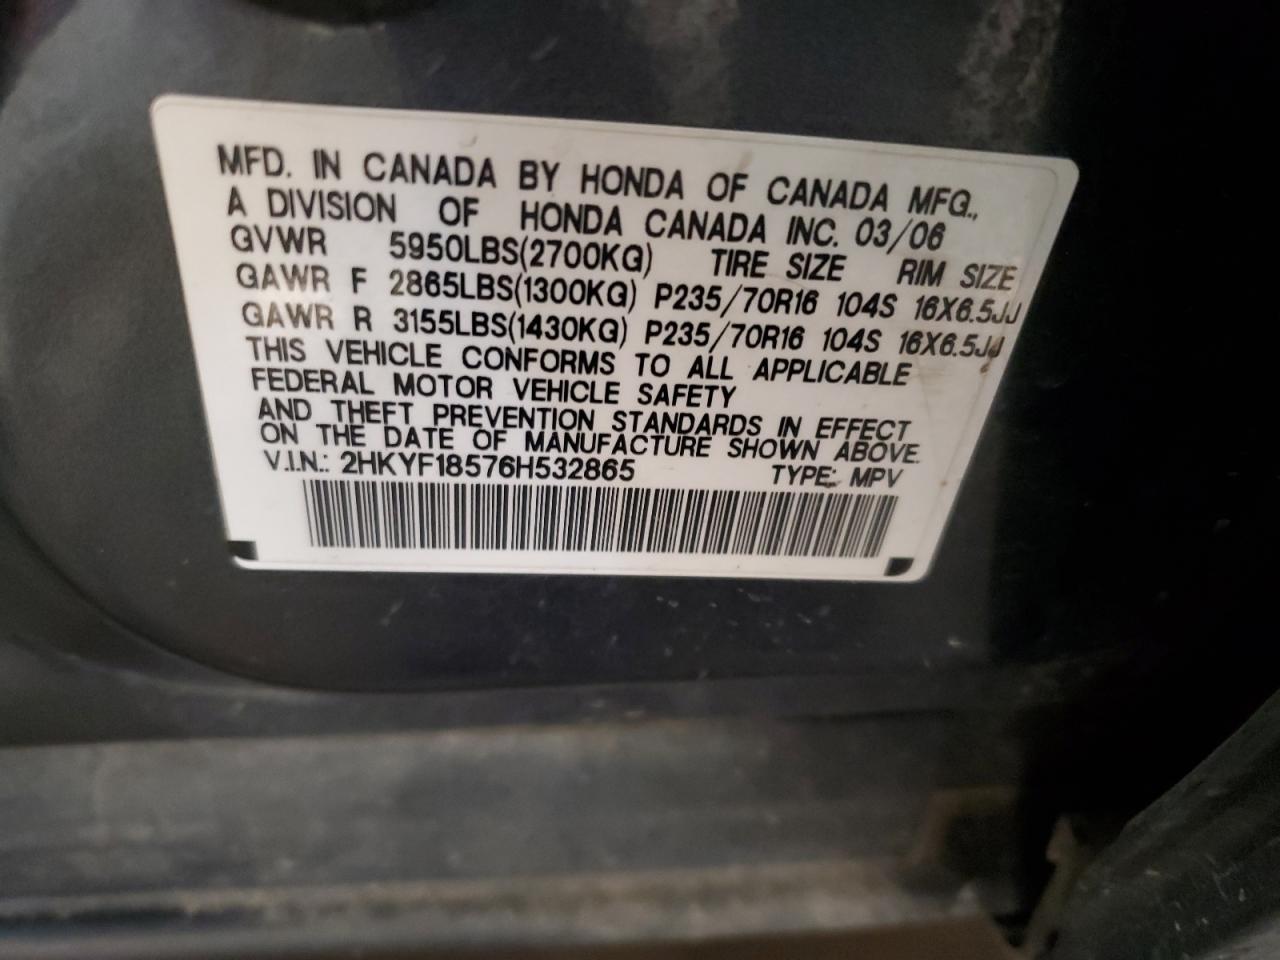 MFD. IN CANADA BY HONDA OF CANADA MFG.,
A DIVISION OF HONDA CANADA INC. 03/06
GVWR 5950LBS(2700KG) TIRE SIZE RIM SIZE
GAWR F 2865LBS(1300KG) P235/70R16 104S 16X6.5JJ
GAWR R 3155LBS(1430KG) P235/70R16 104S 16X6.5JJ
THIS VEHICLE CONFORMS TO ALL APPLICABLE
FEDERAL MOTOR VEHICLE SAFETY
AND THEFT PREVENTION STANDARDS IN EFFECT
ON THE DATE OF MANUFACTURE SHOWN ABOVE.
V.I.N.: 2HKYF18576H532865 TYPE: MPV